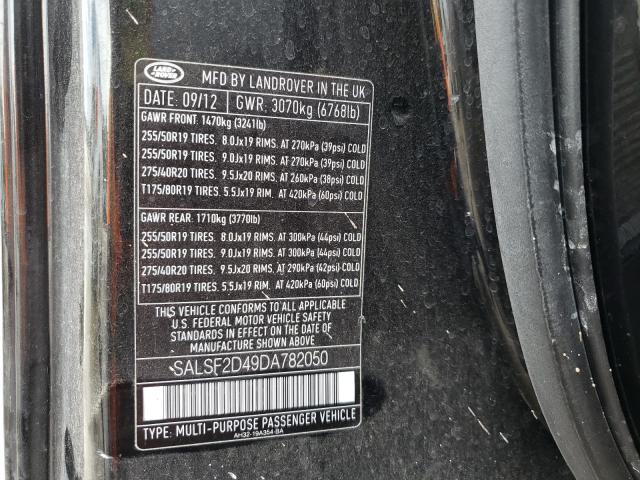 LAND ROVER
MFD BY LANDROVER IN THE UK
DATE: 09/12 GWR: 3070kg (6768lb)
GAWR FRONT: 1470kg (3241lb)
255/50R19 TIRES. 8.0Jx19 RIMS. AT 270kPa (39psi) COLD
255/50R19 TIRES. 9.0Jx19 RIMS. AT 270kPa (39psi) COLD
275/40R20 TIRES. 9.5Jx20 RIMS. AT 260kPa (38psi) COLD
T175/80R19 TIRES. 5.5Jx19 RIM. AT 420kPa (60psi) COLD
GAWR REAR: 1710kg (3770lb)
255/50R19 TIRES. 8.0Jx19 RIMS. AT 300kPa (44psi) COLD
255/50R19 TIRES. 9.0Jx19 RIMS. AT 300kPa (44psi) COLD
275/40R20 TIRES. 9.5Jx20 RIMS. AT 290kPa (42psi) COLD
T175/80R19 TIRES. 5.5Jx19 RIM. AT 420kPa (60psi) COLD
THIS VEHICLE CONFORMS TO ALL APPLICABLE
U.S. FEDERAL MOTOR VEHICLE SAFETY
STANDARDS IN EFFECT ON THE DATE OF
MANUFACTURE SHOWN ABOVE.
SALSF2D49DA782050
TYPE: MULTI-PURPOSE PASSENGER VEHICLE
AH32-19A354-BA